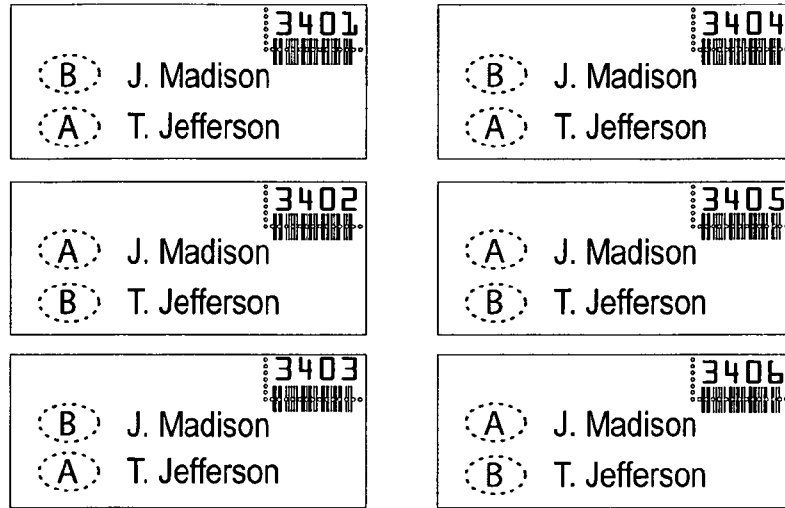 3401
B J. Madison
A T. Jefferson
3402
A J. Madison
B T. Jefferson
3403
B J. Madison
A T. Jefferson
3404
B J. Madison
A T. Jefferson
3405
A J. Madison
B T. Jefferson
3406
A J. Madison
B T. Jefferson